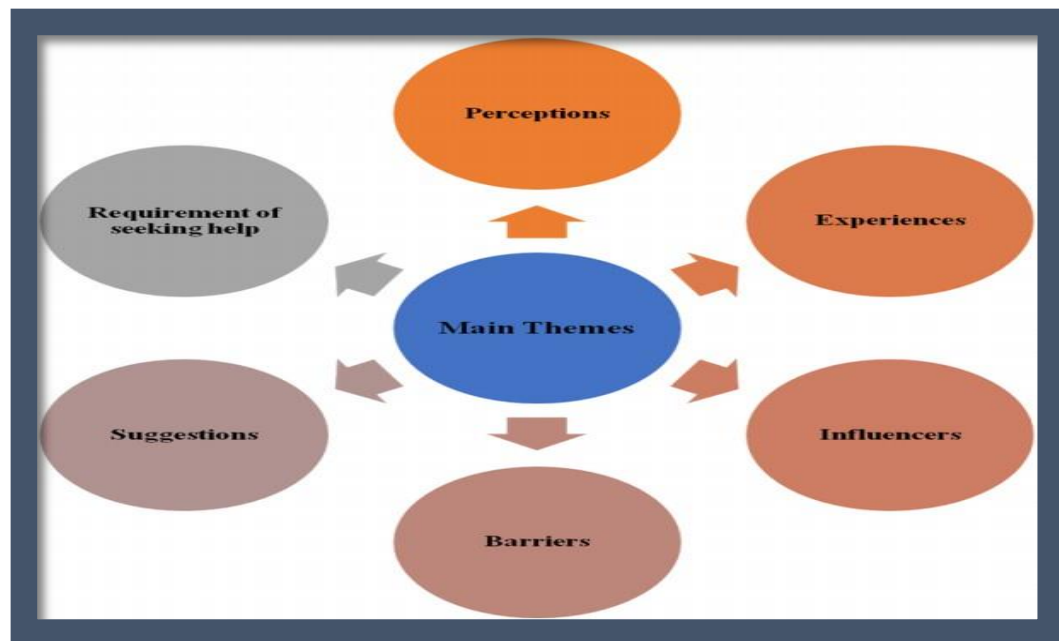 Perceptions
Requirement of
seeking help
Experiences
Main Themes
Suggestions
Influencers
Barriers